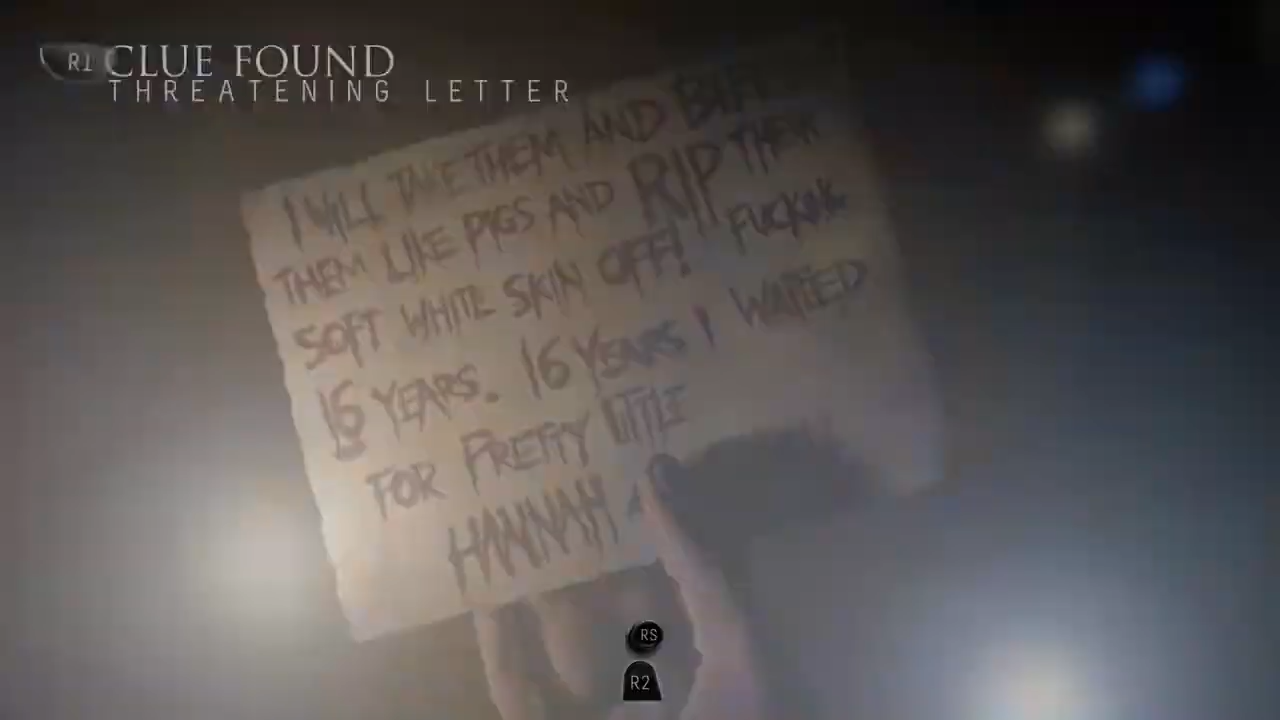 R1
CLUE FOUND
THREATENING LETTER
I WILL TAKE THEM AND
THEM LIKE PIGS AND RIP THEIR
SOFT WHITE SKIN OFF! FUCKING
16 YEARS. 16 YEARS I WAITED
FOR PRETTY LITTLE
HANNAH
RS
R2